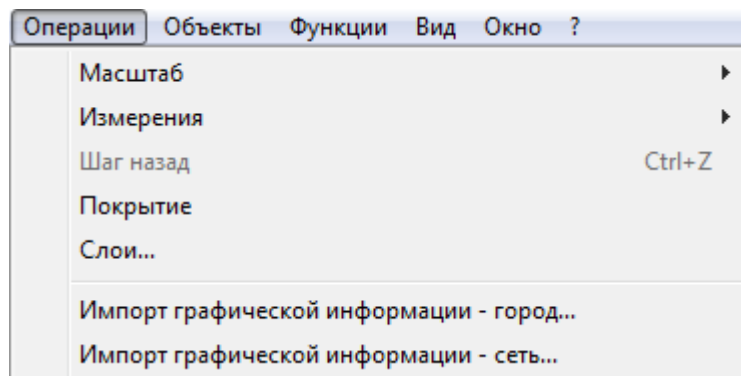 Операции Объекты Функции Вид Окно ?
Масштаб
Измерения
Шаг назад Ctrl+Z
Покрытие
Слои...
Импорт графической информации - город...
Импорт графической информации - сеть...